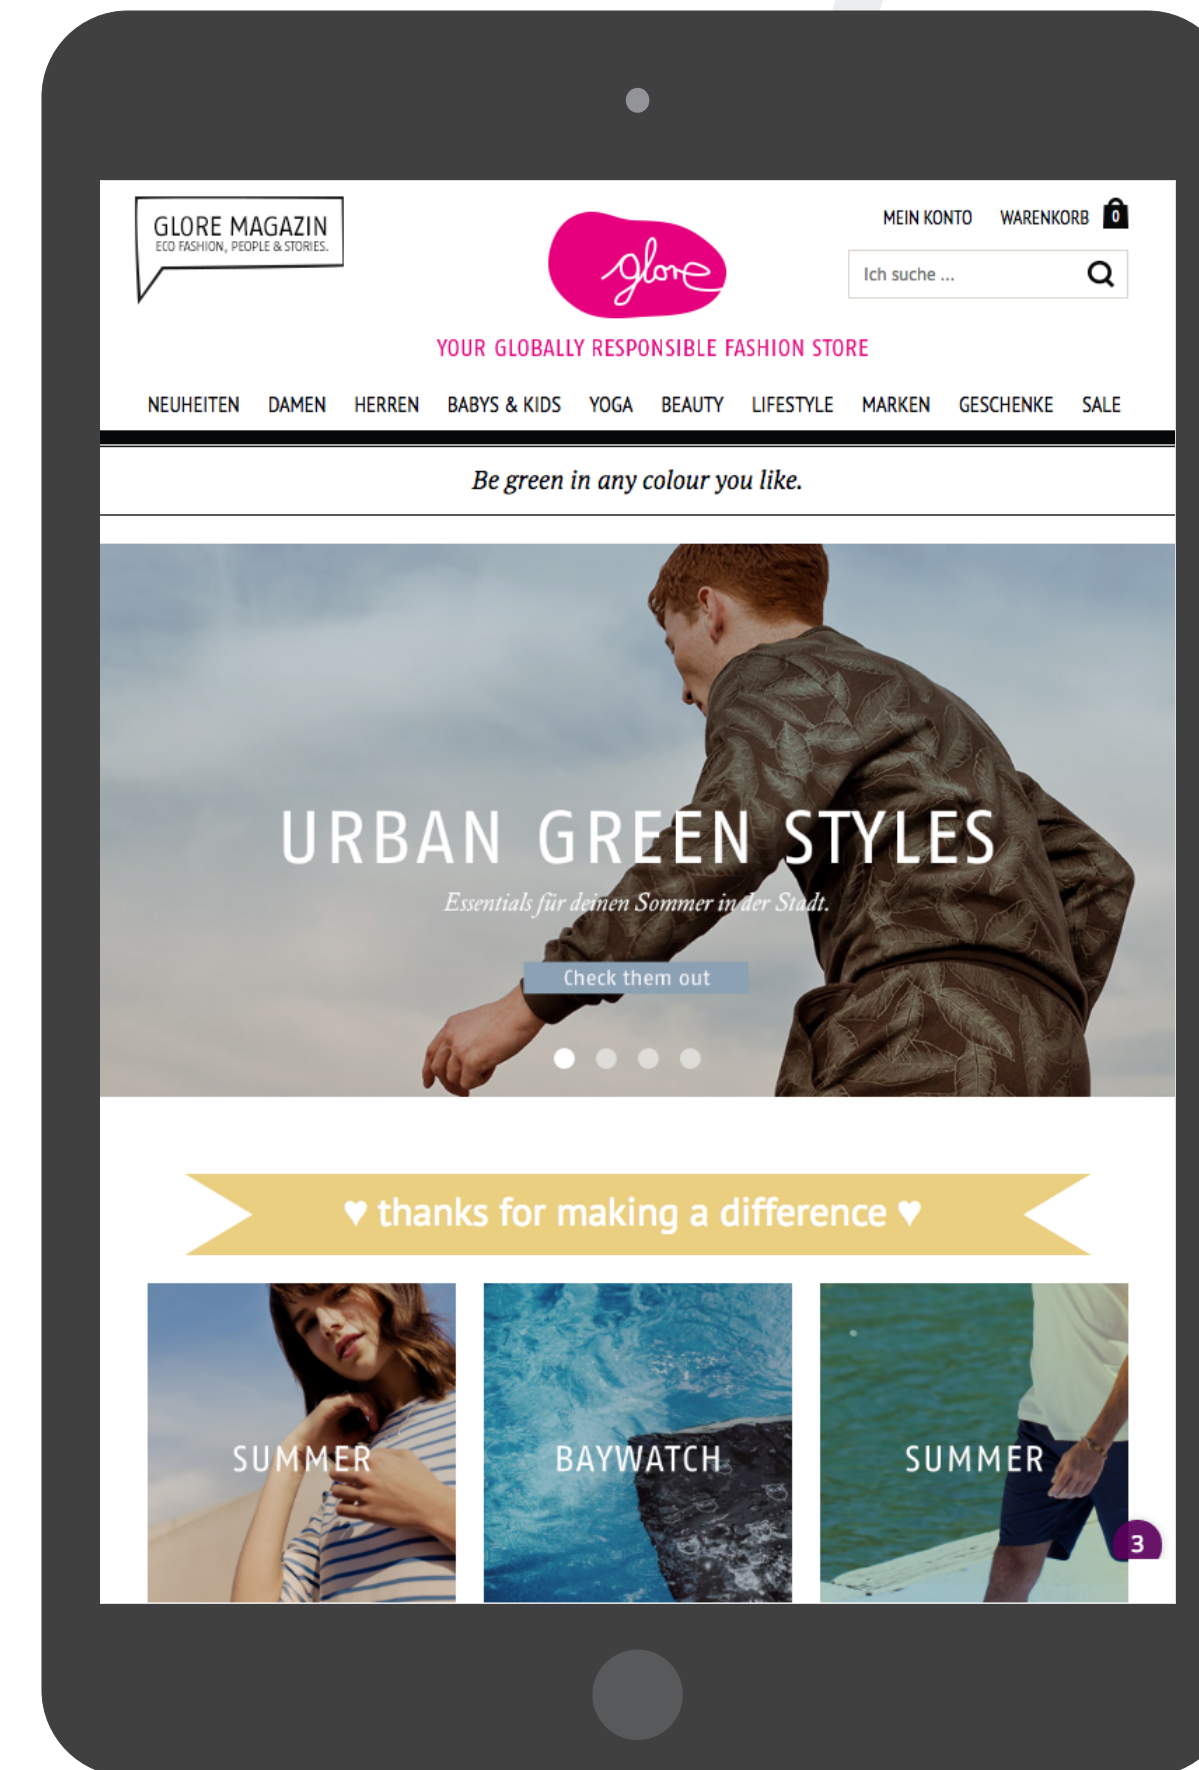 GLORE MAGAZIN
ECO FASHION, PEOPLE & STORIES.
glore
MEIN KONTO WARENKORB 0
Ich suche ...
YOUR GLOBALLY RESPONSIBLE FASHION STORE
NEUHEITEN DAMEN HERREN BABYS & KIDS YOGA BEAUTY LIFESTYLE MARKEN GESCHENKE SALE
Be green in any colour you like.
URBAN GREEN STYLES
Essentials für deinen Sommer in der Stadt.
Check them out
♥ thanks for making a difference ♥
SUMMER BAYWATCH SUMMER
3